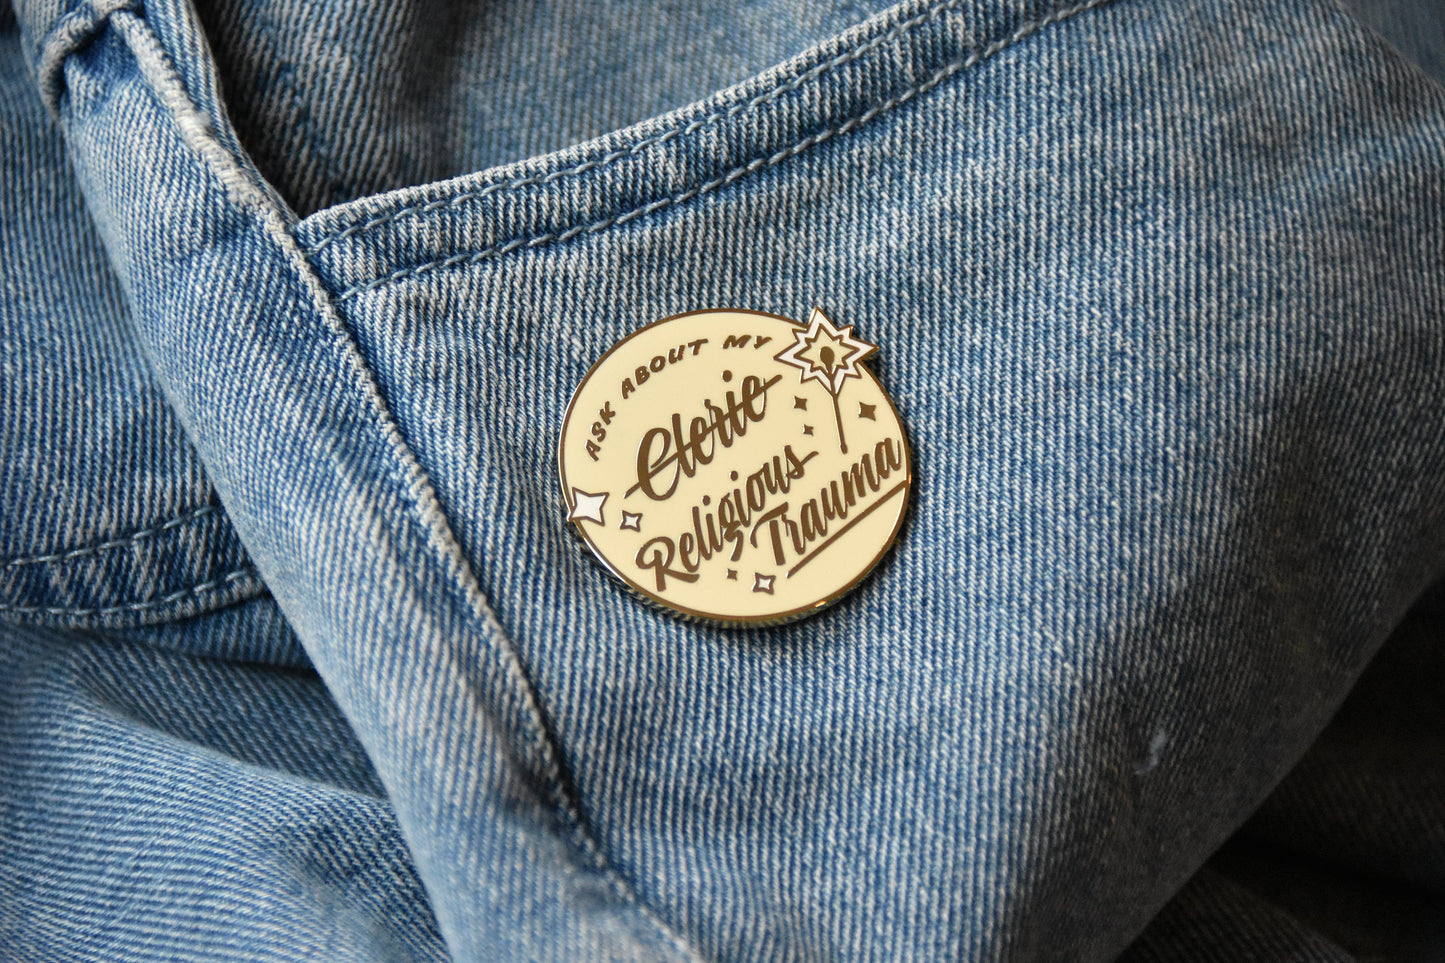 ASK ABOUT MY
Cleric
Religious
Trauma